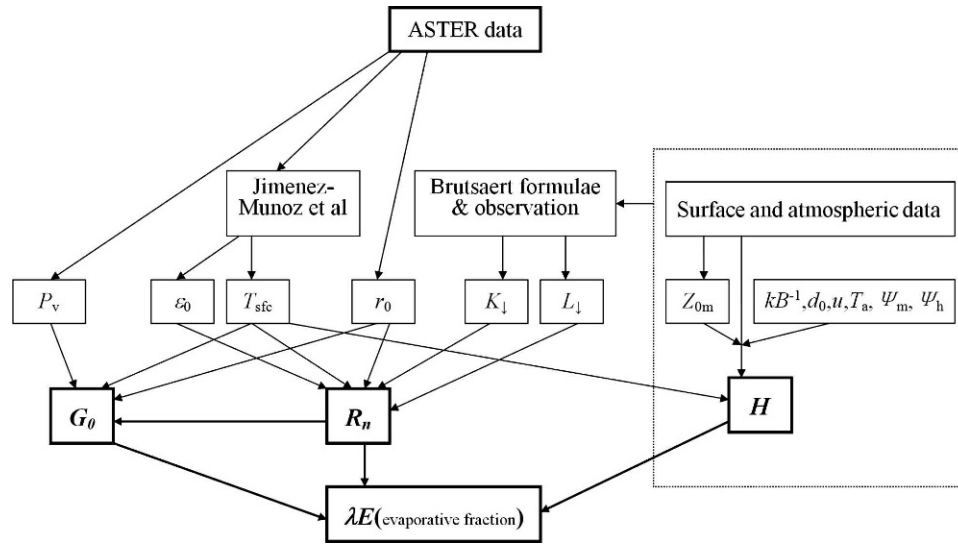 ASTER data
Jimenez-
Munoz et al
Brutsaert formulae
& observation
Surface and atmospheric data
Pv
ε0
Tsfc
r0
K↓
L↓
Z0m
kB-1,d0,u,Ta, Ψm, Ψh
G0
Rn
H
λE(evaporative fraction)